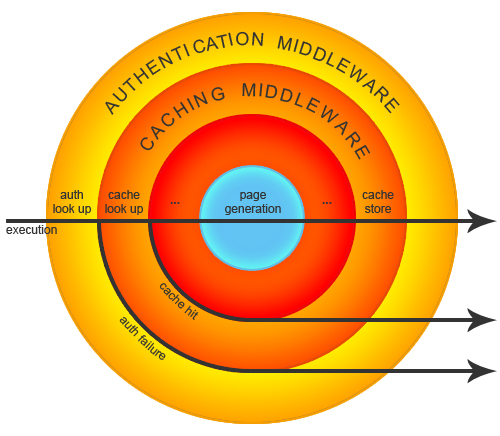 AUTHENTICATION MIDDLEWARE
CACHING MIDDLEWARE
auth
look up
cache
look up
...
page
generation
...
cache
store
execution
cache hit
auth failure